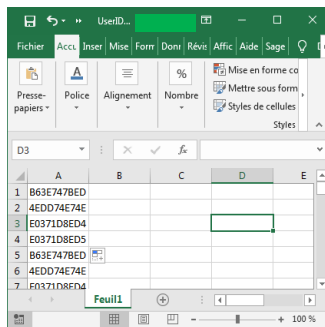 UserID...
Fichier Accu Inser Mise Form Donr Révis Affic Aide Sage
Presse-papiers
Police
Alignement
Nombre
%
Mise en forme co
Mettre sous form
Styles de cellules
Styles
D3
fx
A B C D E
1 B63E747BED
2 4EDD74E74E
3 E0371D8ED4
4 E0371D8ED5
5 B63E747BED
6 4EDD74E74E
7 E0371D8ED4
Feuil1
100 %